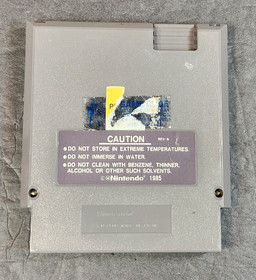 CAUTION
REV-A
●DO NOT STORE IN EXTREME TEMPERATURES.
●DO NOT IMMERSE IN WATER.
●DO NOT CLEAN WITH BENZENE, THINNER,
ALCOHOL OR OTHER SUCH SOLVENTS.
Nintendo® 1985